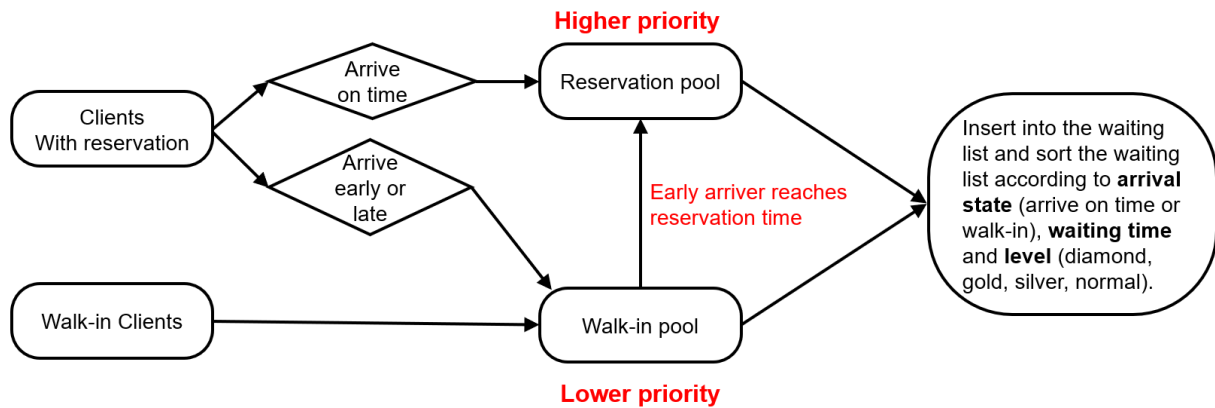 Higher priority
Arrive
on time
Reservation pool
Clients
With reservation
Arrive
early or
late
Early arriver reaches
reservation time
Insert into the waiting
list and sort the waiting
list according to arrival
state (arrive on time or
walk-in), waiting time
and level (diamond,
gold, silver, normal).
Walk-in Clients
Walk-in pool
Lower priority